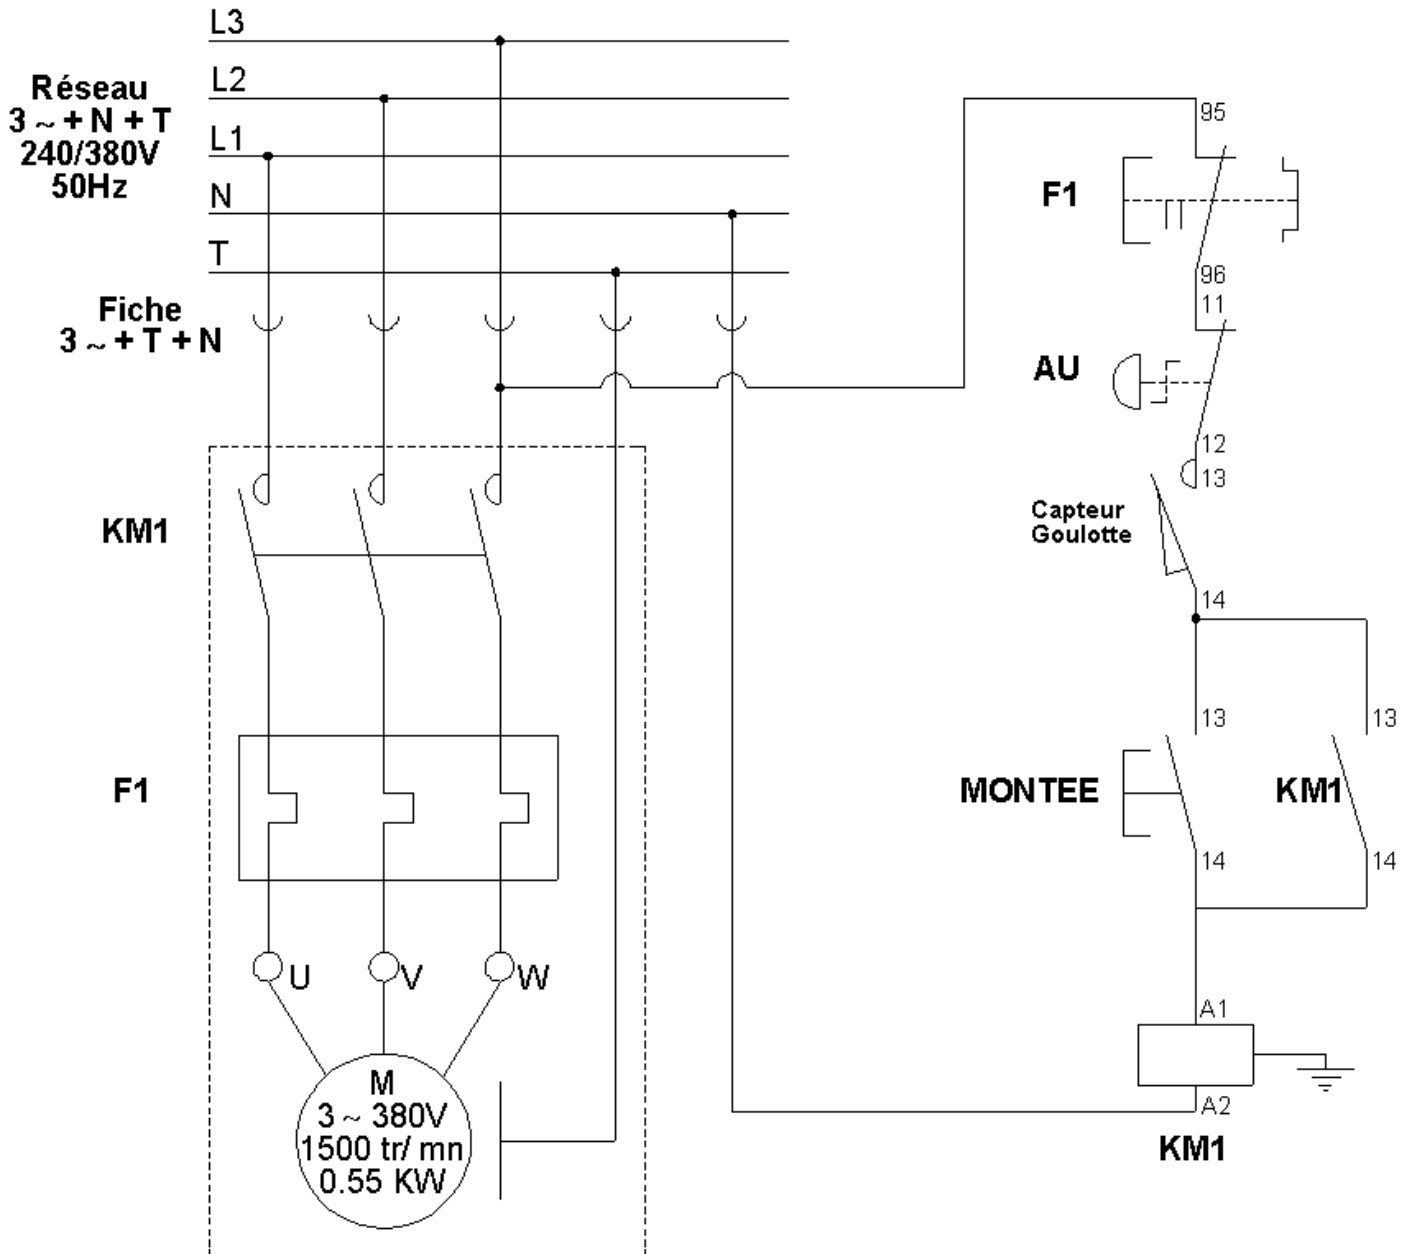 L3
L2
L1
N
T
Réseau
3 ~ + N + T
240/380V
50Hz
Fiche
3 ~ + T + N
KM1
F1
U
V
W
M
3 ~ 380V
1500 tr/ mn
0.55 KW
95
F1
96
11
AU
12
13
Capteur
Goulotte
14
13
13
MONTEE
KM1
14
14
A1
A2
KM1